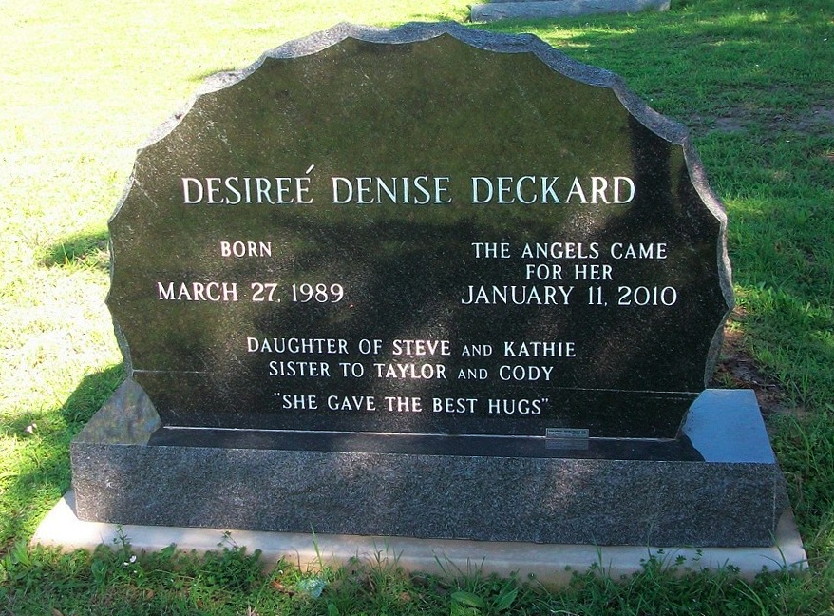 DESIREÉ DENISE DECKARD
BORN
MARCH 27, 1989
THE ANGELS CAME
FOR HER
JANUARY 11, 2010
DAUGHTER OF STEVE AND KATHIE
SISTER TO TAYLOR AND CODY
"SHE GAVE THE BEST HUGS"